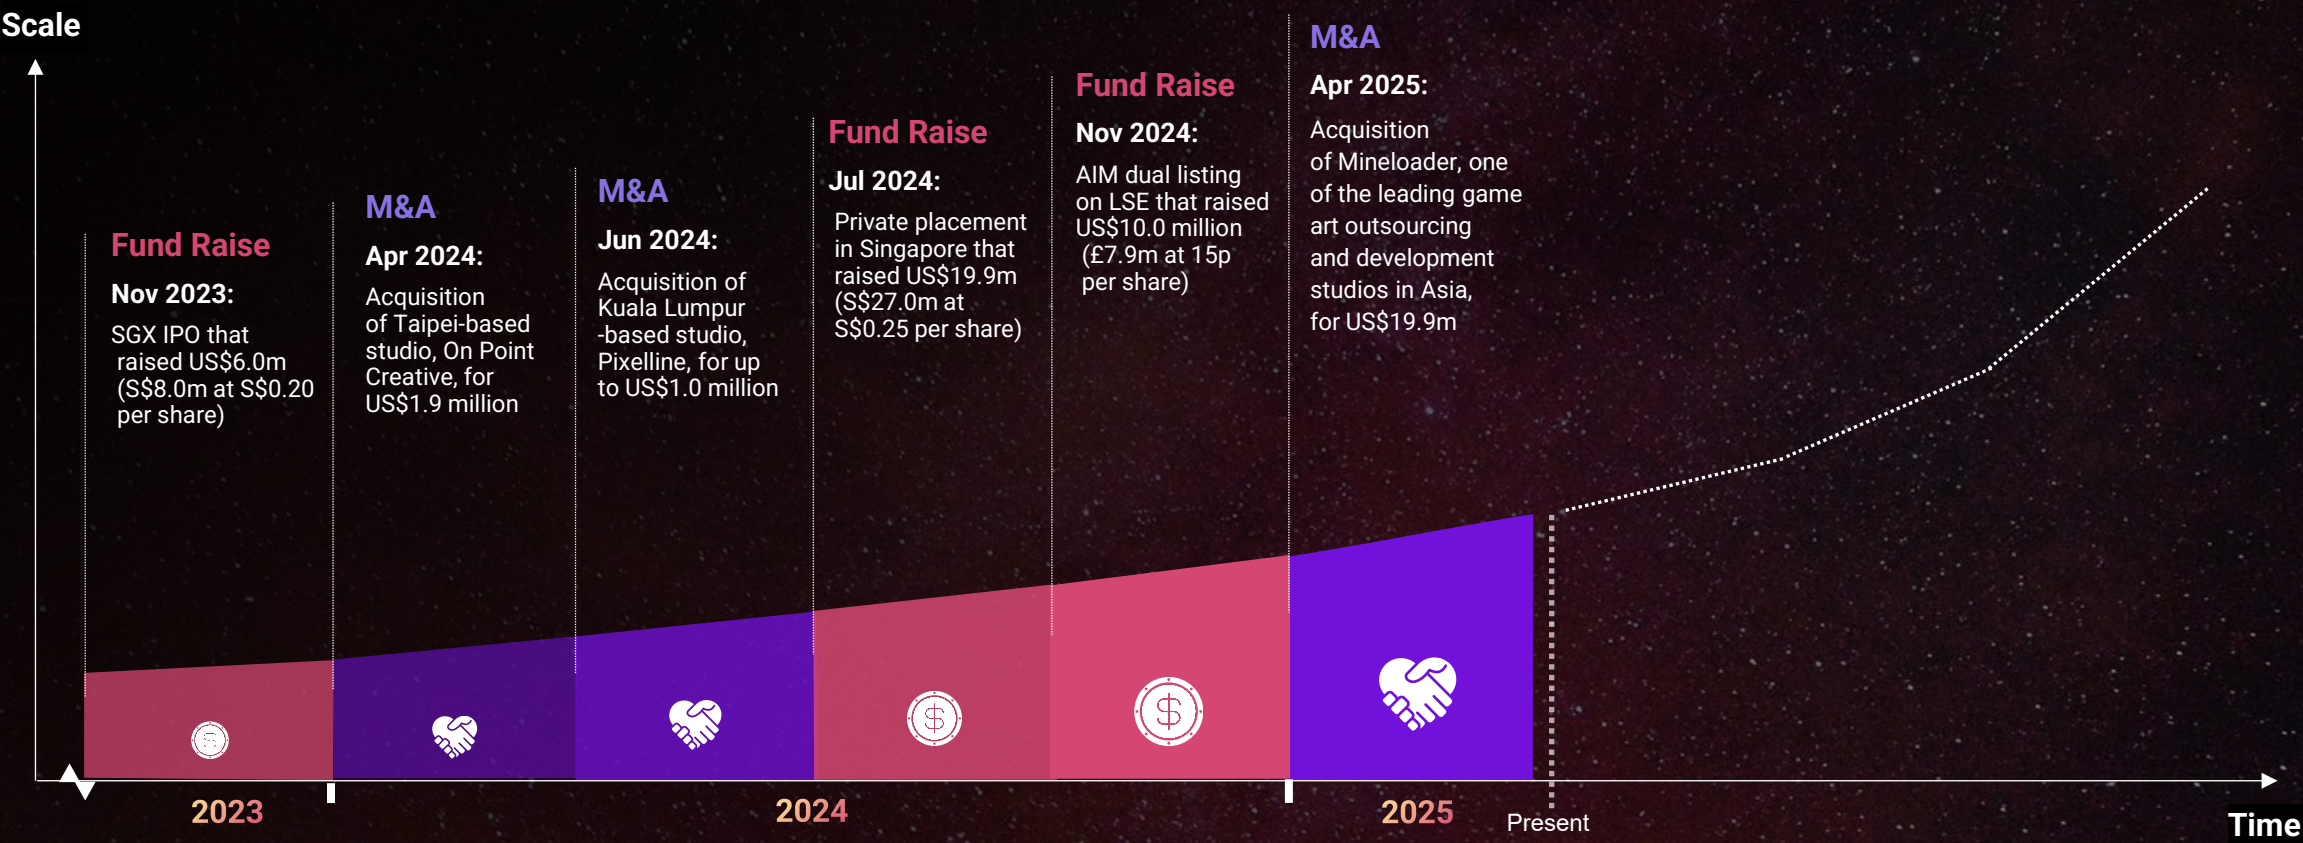 Scale
Fund Raise
Nov 2023:
SGX IPO that
raised US$6.0m
(S$8.0m at S$0.20
per share)
M&A
Apr 2024:
Acquisition
of Taipei-based
studio, On Point
Creative, for
US$1.9 million
M&A
Jun 2024:
Acquisition of
Kuala Lumpur
-based studio,
Pixelline, for up
to US$1.0 million
Fund Raise
Jul 2024:
Private placement
in Singapore that
raised US$19.9m
(S$27.0m at
S$0.25 per share)
Fund Raise
Nov 2024:
AIM dual listing
on LSE that raised
US$10.0 million
(£7.9m at 15p
per share)
M&A
Apr 2025:
Acquisition
of Mineloader, one
of the leading game
art outsourcing
and development
studios in Asia,
for US$19.9m
2023
2024
2025
Present
Time